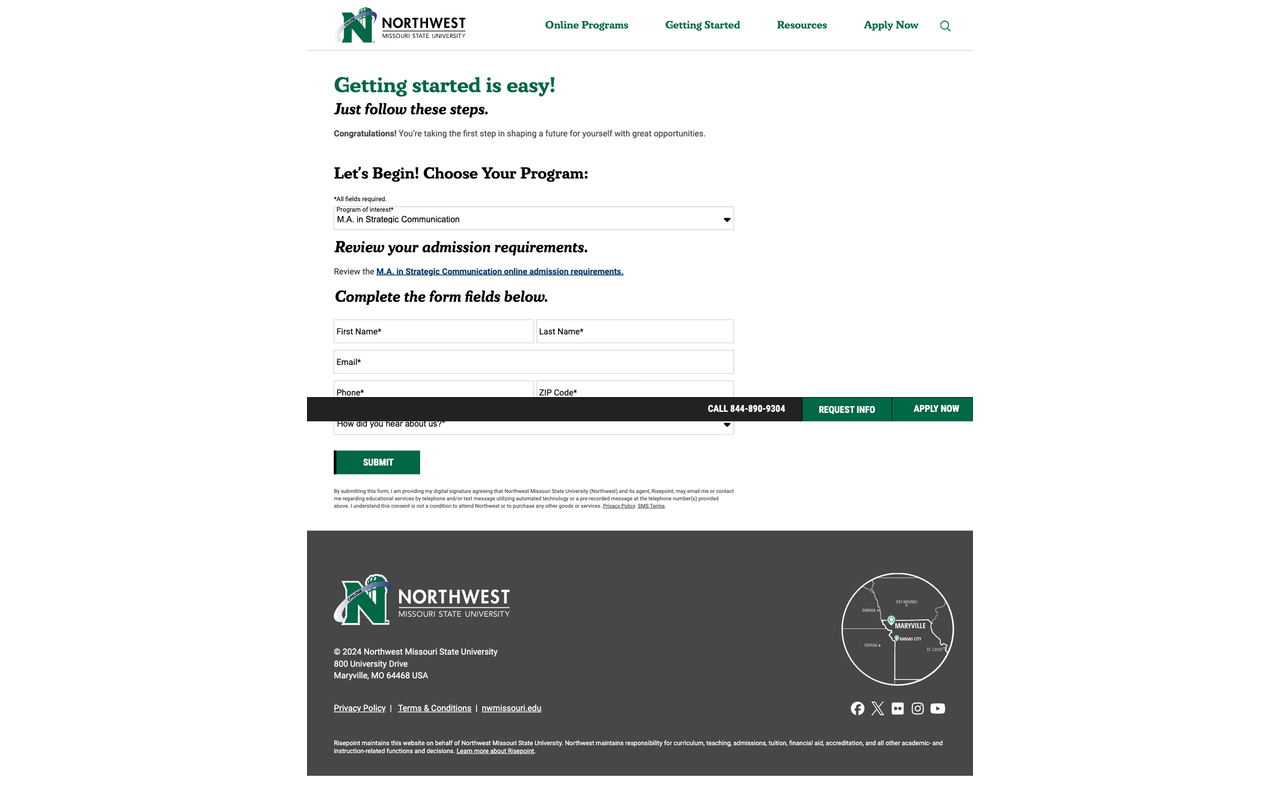 NORTHWEST
MISSOURI STATE UNIVERSITY
Online Programs
Getting Started
Resources
Apply Now
Getting started is easy!
Just follow these steps.
Congratulations! You're taking the first step in shaping a future for yourself with great opportunities.
Let's Begin! Choose Your Program:
*All fields required.
Program of interest*
M.A. in Strategic Communication
Review your admission requirements.
Review the M.A. in Strategic Communication online admission requirements.
Complete the form fields below.
First Name*
Last Name*
Email*
Phone*
ZIP Code*
CALL 844-890-9304
REQUEST INFO
APPLY NOW
How did you hear about us?*
SUBMIT
By submitting this form, I am providing my digital signature agreeing that Northwest Missouri State University (Northwest) and its agent, Risepoint, may email me or contact
me regarding educational services by telephone and/or text message utilizing automated technology or a pre-recorded message at the telephone number(s) provided
above. I understand this consent is not a condition to attend Northwest or to purchase any other goods or services. Privacy Policy. SMS Terms.
NORTHWEST
MISSOURI STATE UNIVERSITY
© 2024 Northwest Missouri State University
800 University Drive
Maryville, MO 64468 USA
DES MOINES
OMAHA
MARYVILLE
KANSAS CITY
TOPEKA
ST. LOUIS
Privacy Policy | Terms & Conditions | nwmissouri.edu
Risepoint maintains this website on behalf of Northwest Missouri State University. Northwest maintains responsibility for curriculum, teaching, admissions, tuition, financial aid, accreditation, and all other academic- and
instruction-related functions and decisions. Learn more about Risepoint.